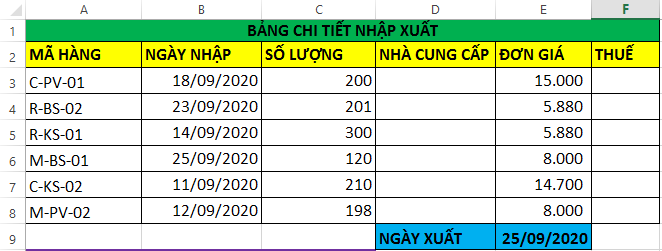 A B C D E F
1 BẢNG CHI TIẾT NHẬP XUẤT
2 MÃ HÀNG NGÀY NHẬP SỐ LƯỢNG NHÀ CUNG CẤP ĐƠN GIÁ THUẾ
3 C-PV-01 18/09/2020 200 15.000
4 R-BS-02 23/09/2020 201 5.880
5 R-KS-01 14/09/2020 300 5.880
6 M-BS-01 25/09/2020 120 8.000
7 C-KS-02 11/09/2020 210 14.700
8 M-PV-02 12/09/2020 198 8.000
9 NGÀY XUẤT 25/09/2020